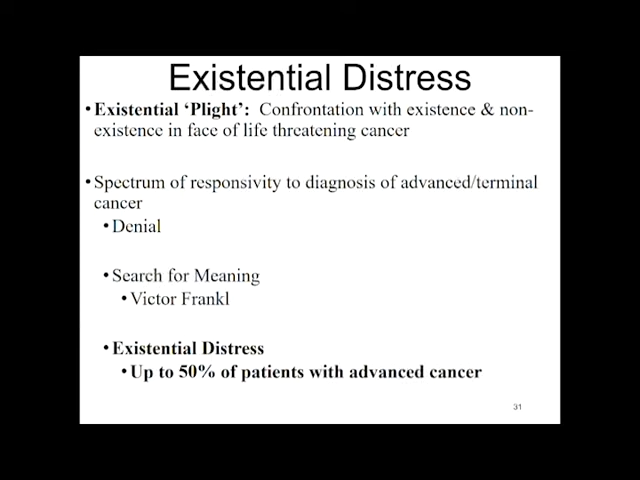 Existential Distress
•Existential ‘Plight’: Confrontation with existence & non-
existence in face of life threatening cancer
•Spectrum of responsivity to diagnosis of advanced/terminal
cancer
•Denial
•Search for Meaning
•Victor Frankl
•Existential Distress
•Up to 50% of patients with advanced cancer
31